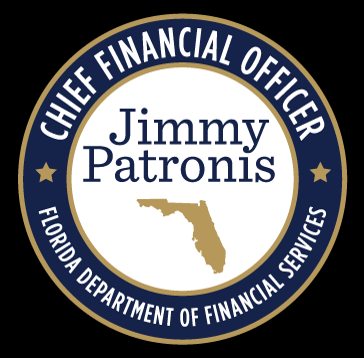 CHIEF FINANCIAL OFFICER
Jimmy
Patronis
FLORIDA DEPARTMENT OF FINANCIAL SERVICES